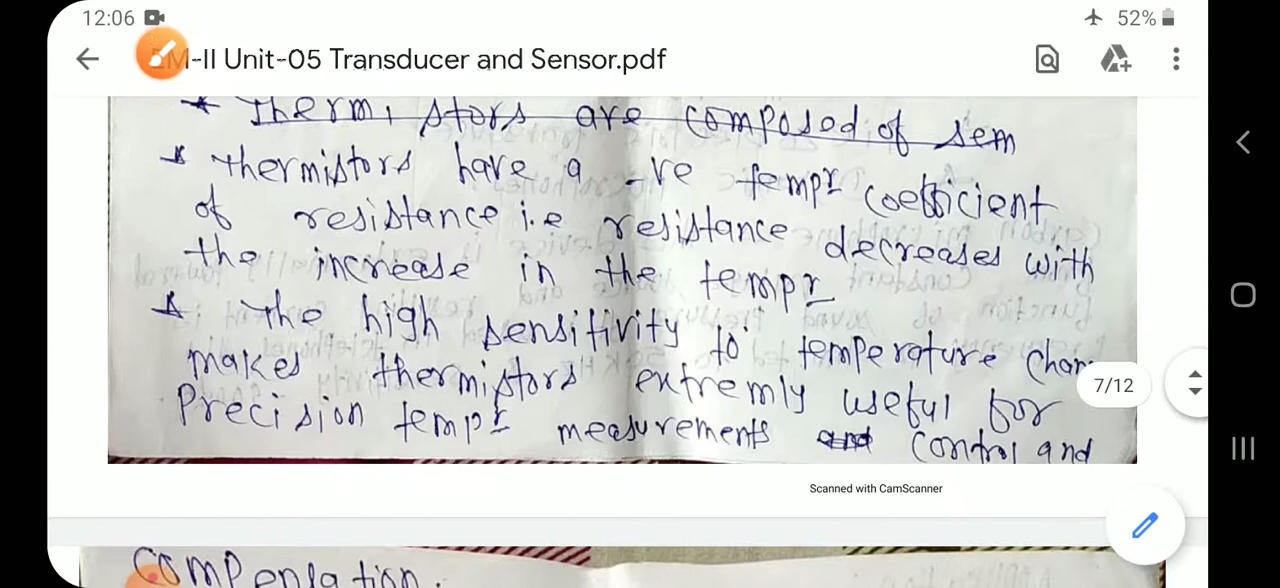 12:06
52%
M-II Unit-05 Transducer and Sensor.pdf
* Thermistors are composed of sem
* thermistors have a -ve tempr coefficient
of resistance i.e resistance decreases with
the increase in the tempr
* the high sensitivity to temperature chan
makes thermistors extremly useful for
Precision tempr measurements and control and
7/12
Scanned with CamScanner
Compensation.